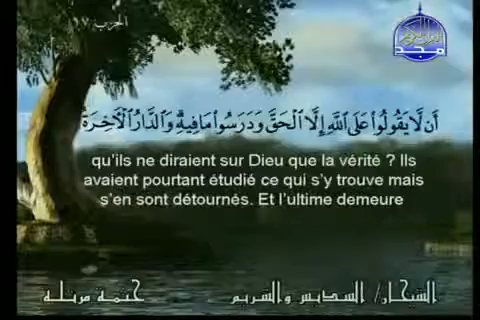 الحزب ١٧
المجد
أَن لَّا يَقُولُوا۟ عَلَى ٱللَّهِ إِلَّا ٱلْحَقَّ وَدَرَسُوا۟ مَا فِيهِ ۗ وَٱلدَّارُ ٱلْـَٔاخِرَةُ
qu'ils ne diraient sur Dieu que la vérité ? Ils
avaient pourtant étudié ce qui s'y trouve mais
s'en sont détournés. Et l'ultime demeure
الشيخان/ السديس والشريم
ختمة مرتلة